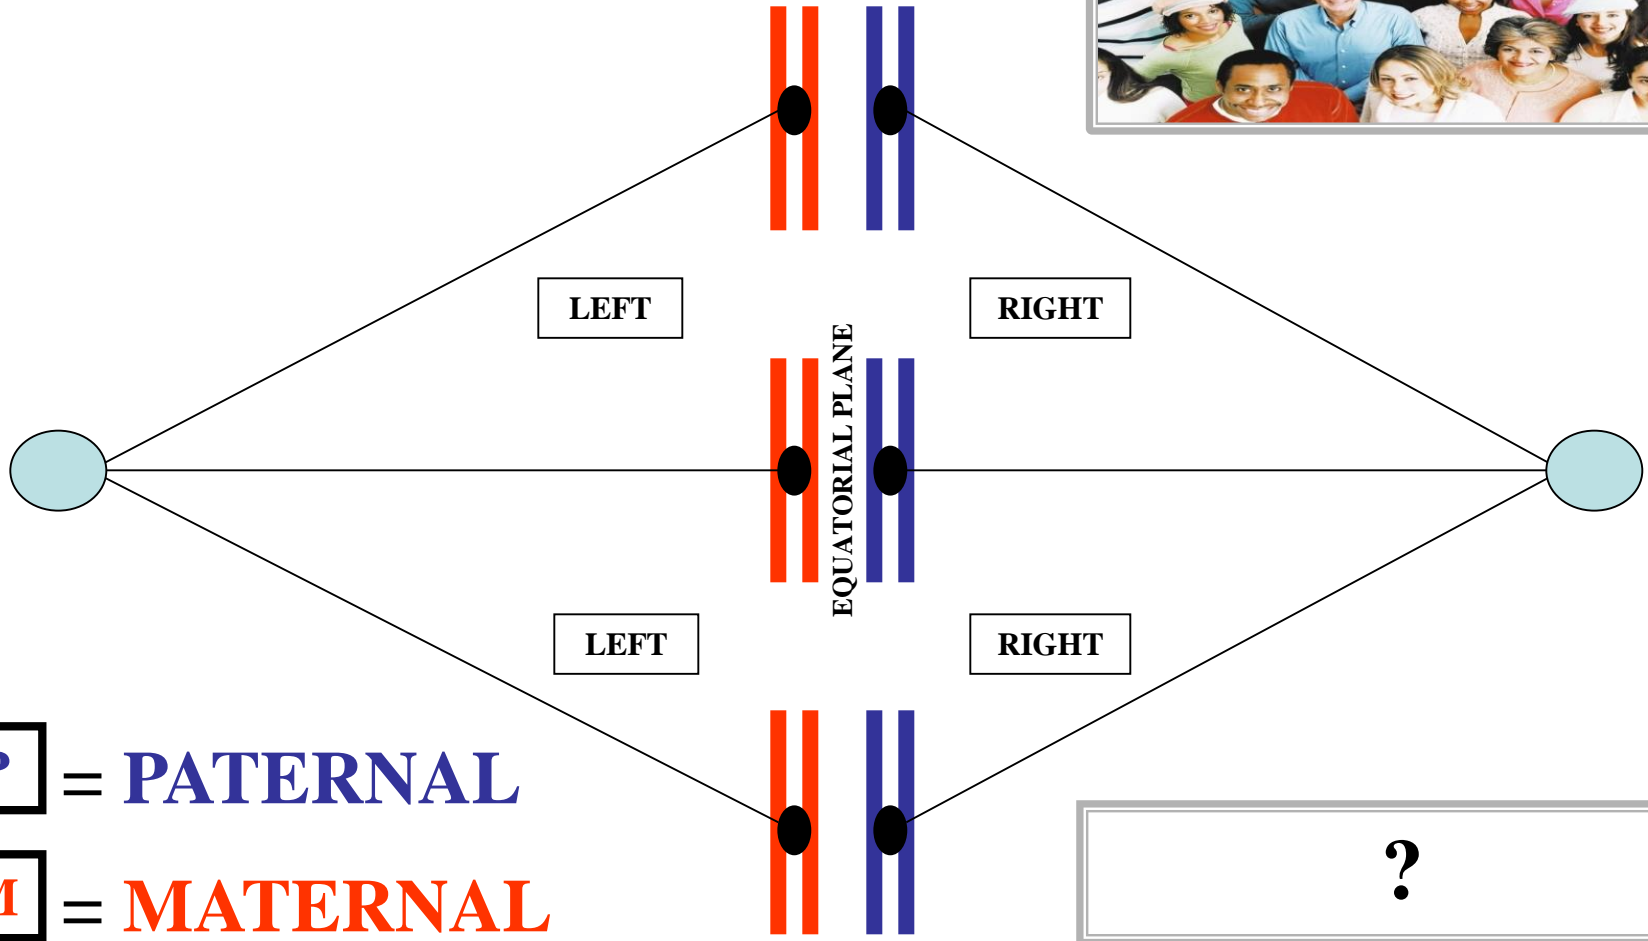 LEFT
RIGHT
EQUATORIAL PLANE
LEFT
RIGHT
P = PATERNAL
M = MATERNAL
?